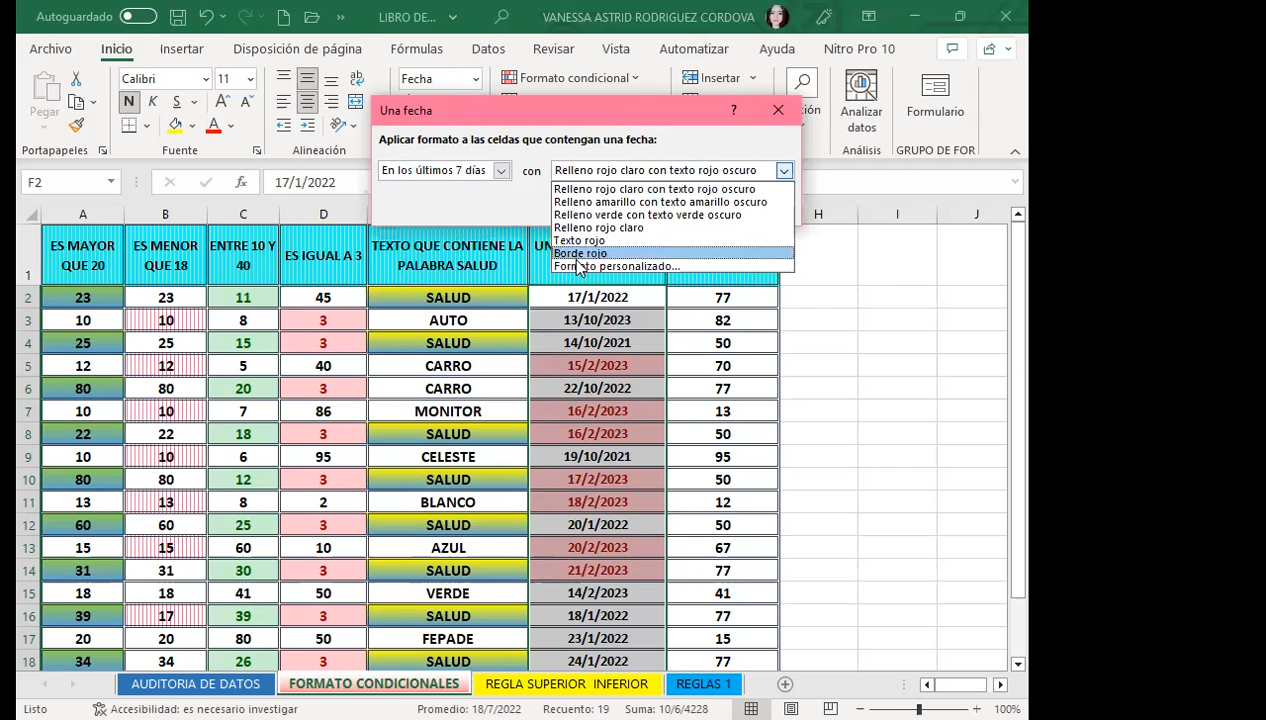 Autoguardado LIBRO DE... VANESSA ASTRID RODRIGUEZ CORDOVA
Archivo Inicio Insertar Disposición de página Fórmulas Datos Revisar Vista Automatizar Ayuda Nitro Pro 10
Calibri 11 Fecha Formato condicional Insertar
Pegar N K S ción Analizar datos Formulario
Portapapeles Fuente Alineación Análisis GRUPO DE FOR
Una fecha ? ×
Aplicar formato a las celdas que contengan una fecha:
En los últimos 7 días con Relleno rojo claro con texto rojo oscuro
Relleno rojo claro con texto rojo oscuro
Relleno amarillo con texto amarillo oscuro
Relleno verde con texto verde oscuro
Relleno rojo claro
Texto rojo
Borde rojo
Formato personalizado...
F2 fx 17/1/2022
A B C D H I J
1 ES MAYOR QUE 20 ES MENOR QUE 18 ENTRE 10 Y 40 ES IGUAL A 3 TEXTO QUE CONTIENE LA PALABRA SALUD UN
2 23 23 11 45 SALUD 17/1/2022 77
3 10 10 8 3 AUTO 13/10/2023 82
4 25 25 15 3 SALUD 14/10/2021 50
5 12 12 5 40 CARRO 15/2/2023 70
6 80 80 20 3 CARRO 22/10/2022 77
7 10 10 7 86 MONITOR 16/2/2023 13
8 22 22 18 3 SALUD 16/2/2023 50
9 10 10 6 95 CELESTE 19/10/2021 95
10 80 80 12 3 SALUD 17/2/2023 50
11 13 13 8 2 BLANCO 18/2/2023 12
12 60 60 25 3 SALUD 20/1/2022 50
13 15 15 60 10 AZUL 20/2/2023 67
14 31 31 30 3 SALUD 21/2/2023 77
15 18 18 41 50 VERDE 14/2/2023 41
16 39 17 39 3 SALUD 18/1/2022 77
17 20 20 80 50 FEPADE 23/1/2022 15
18 34 34 26 3 SALUD 24/1/2022 77
AUDITORIA DE DATOS FORMATO CONDICIONALES REGLA SUPERIOR INFERIOR REGLAS 1
Listo Accesibilidad: es necesario investigar Promedio: 18/7/2022 Recuento: 19 Suma: 10/6/4228 100%